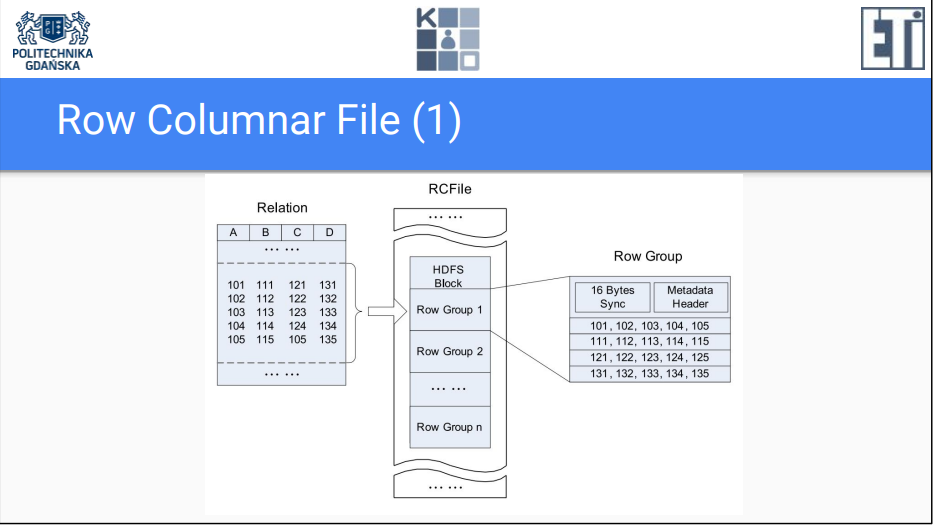 POLITECHNIKA
GDAŃSKA
K
O
ETI
Row Columnar File (1)
Relation
A B C D
... ...
101 111 121 131
102 112 122 132
103 113 123 133
104 114 124 134
105 115 105 135
... ...
RCFile
... ...
HDFS
Block
Row Group 1
Row Group 2
... ...
Row Group n
... ...
Row Group
16 Bytes
Sync
Metadata
Header
101, 102, 103, 104, 105
111, 112, 113, 114, 115
121, 122, 123, 124, 125
131, 132, 133, 134, 135